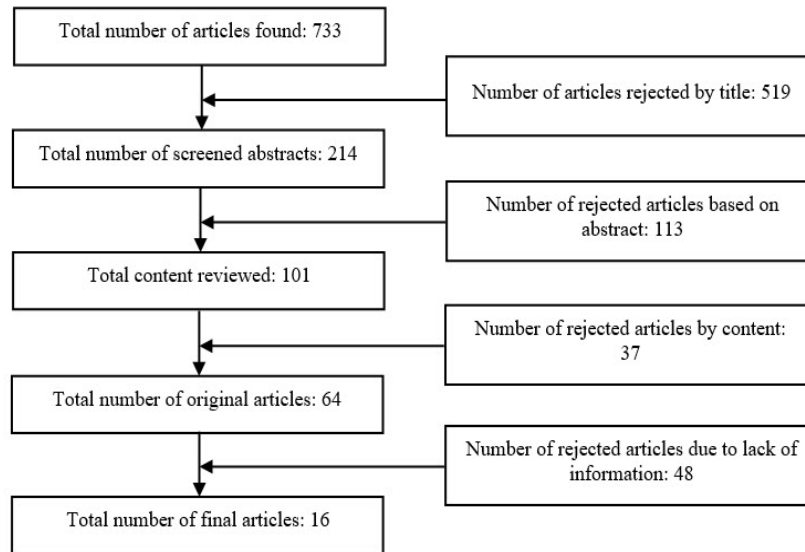 Total number of articles found: 733
Number of articles rejected by title: 519
Total number of screened abstracts: 214
Number of rejected articles based on
abstract: 113
Total content reviewed: 101
Number of rejected articles by content:
37
Total number of original articles: 64
Number of rejected articles due to lack of
information: 48
Total number of final articles: 16